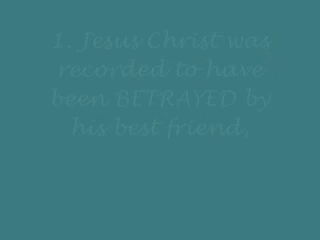 1. Jesus Christ was
recorded to have
been BETRAYED by
his best friend,